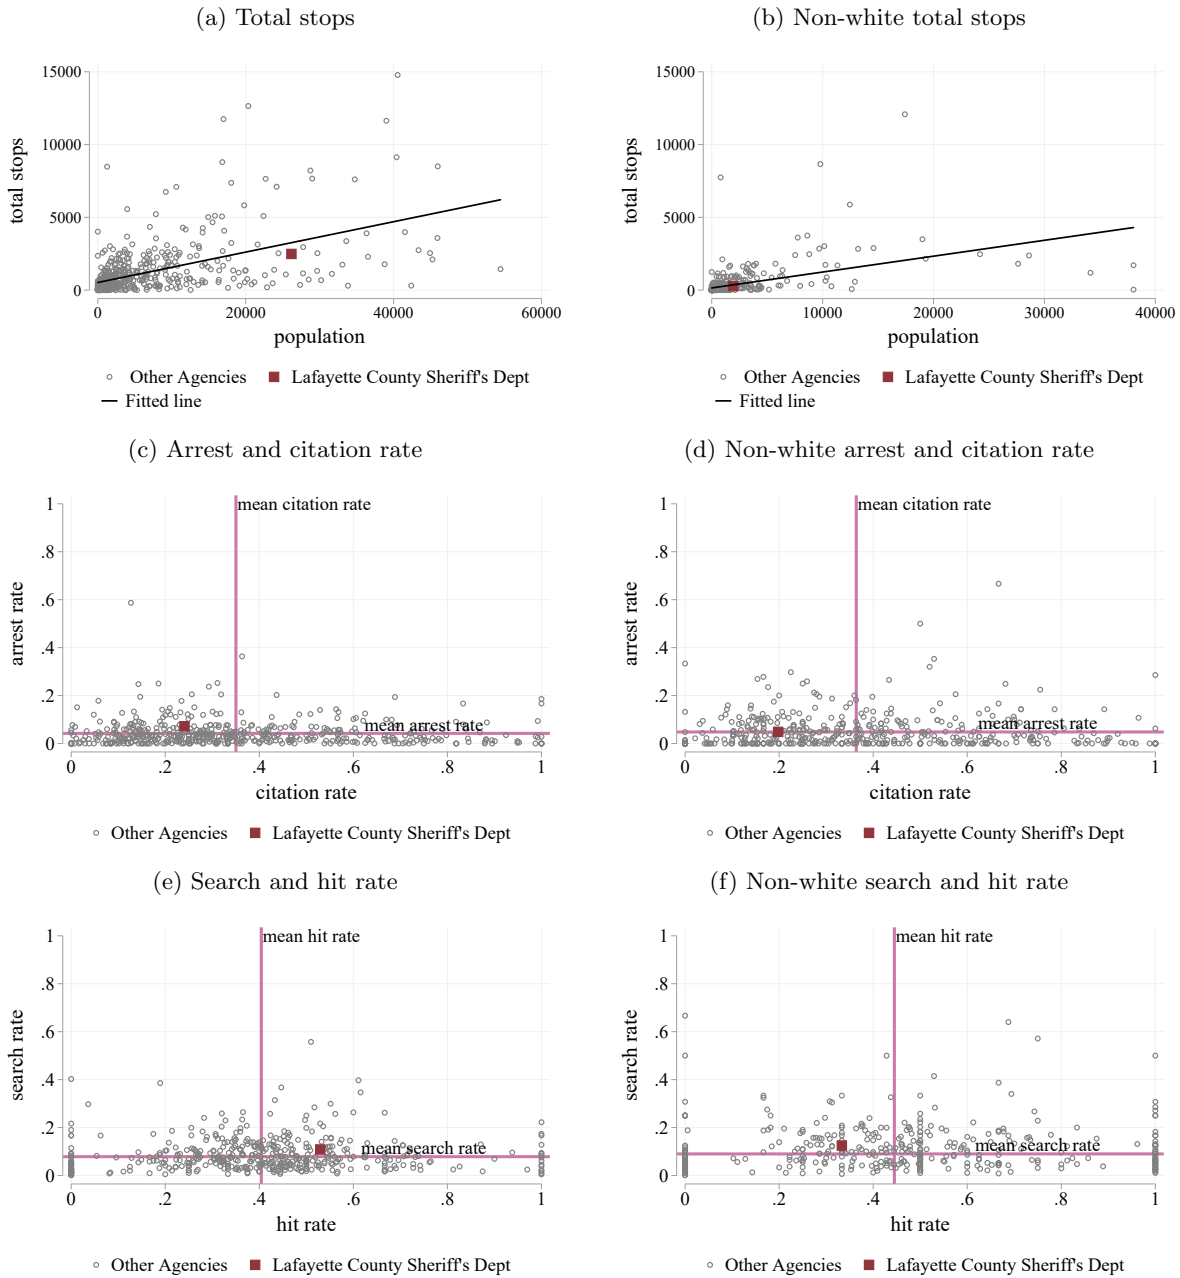 (a) Total stops
15000
10000
5000
0
total stops
0 20000 40000 60000
population
Other Agencies Lafayette County Sheriff's Dept
Fitted line
(b) Non-white total stops
15000
10000
5000
0
total stops
0 10000 20000 30000 40000
population
Other Agencies Lafayette County Sheriff's Dept
Fitted line
(c) Arrest and citation rate
mean citation rate
1
.8
.6
.4
.2
0
arrest rate
mean arrest rate
0 .2 .4 .6 .8 1
citation rate
Other Agencies Lafayette County Sheriff's Dept
(d) Non-white arrest and citation rate
mean citation rate
1
.8
.6
.4
.2
0
arrest rate
mean arrest rate
0 .2 .4 .6 .8 1
citation rate
Other Agencies Lafayette County Sheriff's Dept
(e) Search and hit rate
mean hit rate
1
.8
.6
.4
.2
0
search rate
mean search rate
0 .2 .4 .6 .8 1
hit rate
Other Agencies Lafayette County Sheriff's Dept
(f) Non-white search and hit rate
mean hit rate
1
.8
.6
.4
.2
0
search rate
mean search rate
0 .2 .4 .6 .8 1
hit rate
Other Agencies Lafayette County Sheriff's Dept